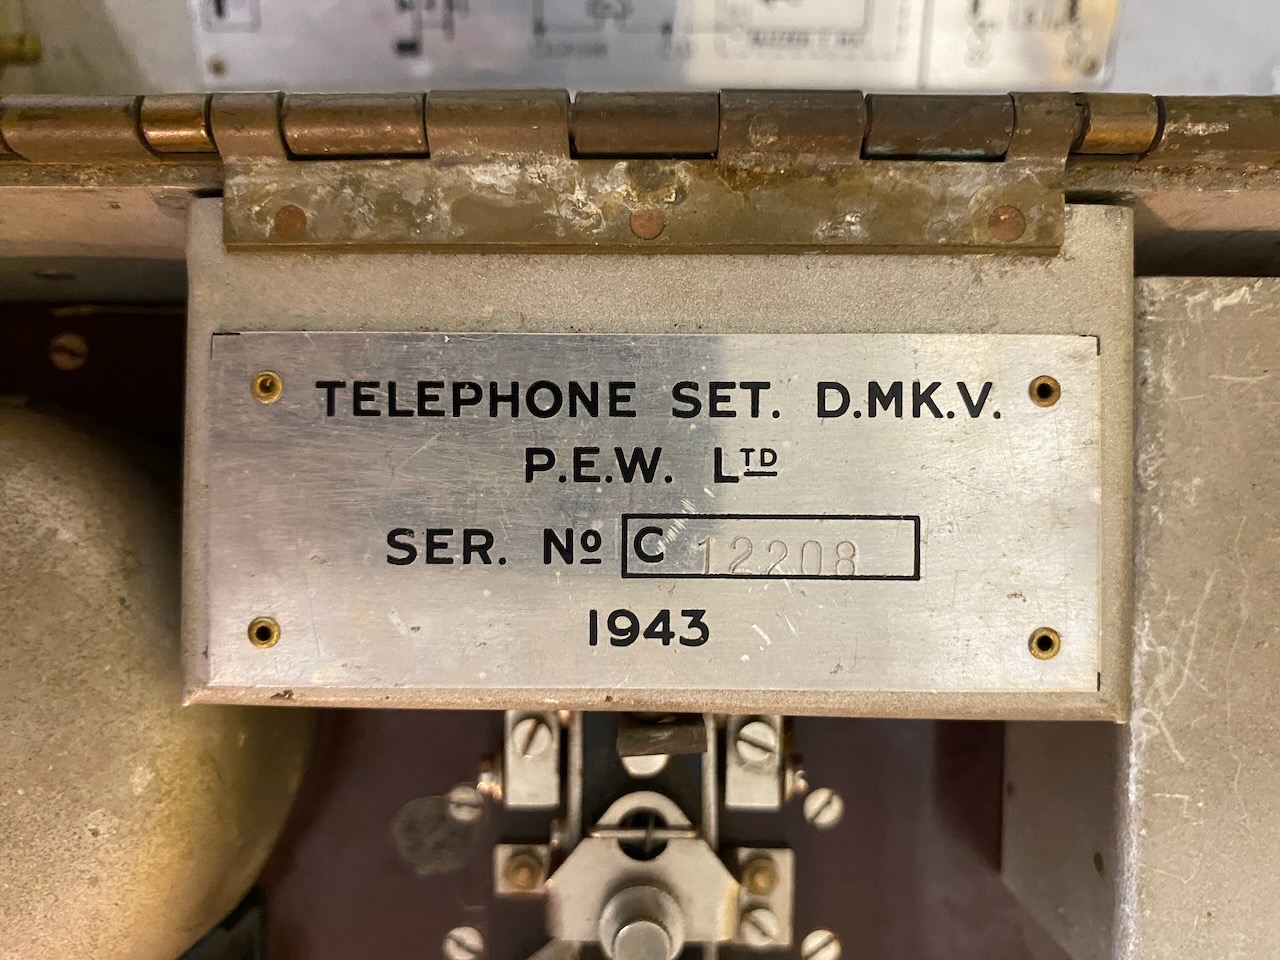 TELEPHONE SET. D.MK.V.
P.E.W. LTD
SER. No C 12208
1943